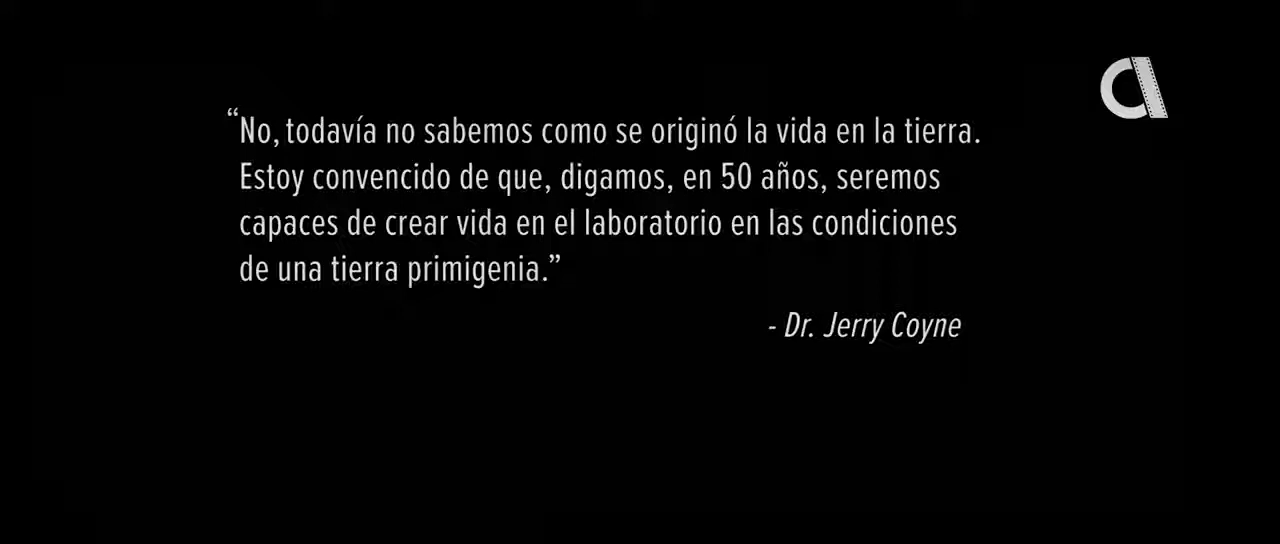 “No, todavía no sabemos como se originó la vida en la tierra.
Estoy convencido de que, digamos, en 50 años, seremos
capaces de crear vida en el laboratorio en las condiciones
de una tierra primigenia.”
- Dr. Jerry Coyne